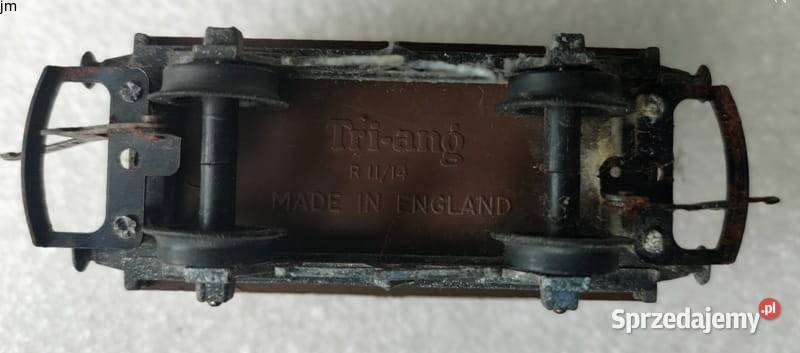 jm
Tri-ang
R 11/14
MADE IN ENGLAND
Sprzedajemy.pl